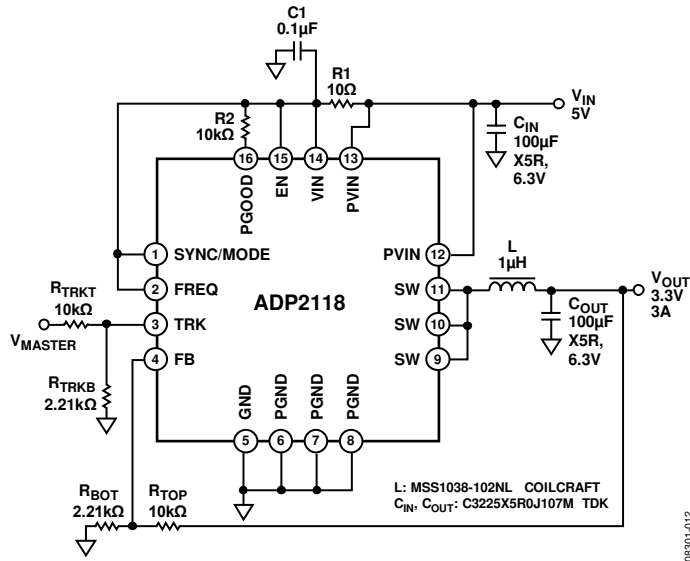 C1
0.1µF
R1
10Ω
R2
10kΩ
VIN
5V
CIN
100µF
X5R,
6.3V
16
15
14
13
PGOOD
EN
VIN
PVIN
1
SYNC/MODE
2
FREQ
3
TRK
4
FB
ADP2118
PVIN
12
SW
11
SW
10
SW
9
L
1µH
VOUT
3.3V
3A
COUT
100µF
X5R,
6.3V
RTRKT
10kΩ
VMASTER
RTRKB
2.21kΩ
GND
PGND
PGND
PGND
5
6
7
8
RBOT
2.21kΩ
RTOP
10kΩ
L: MSS1038-102NL COILCRAFT
CIN, COUT: C3225X5R0J107M TDK
08301-012